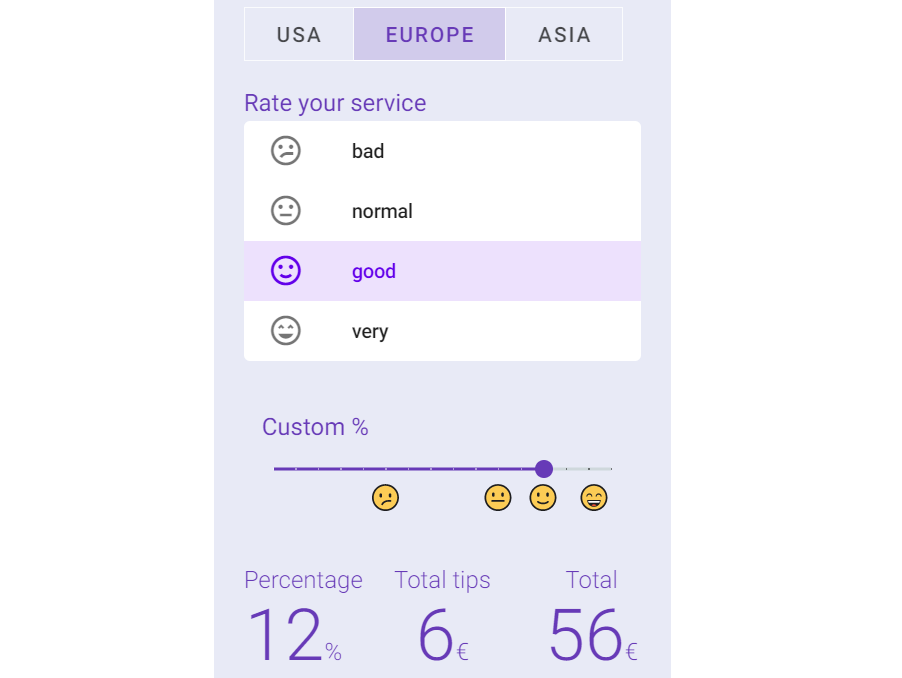 USA EUROPE ASIA
Rate your service
bad
normal
good
very
Custom %
Percentage Total tips Total
12% 6€ 56€